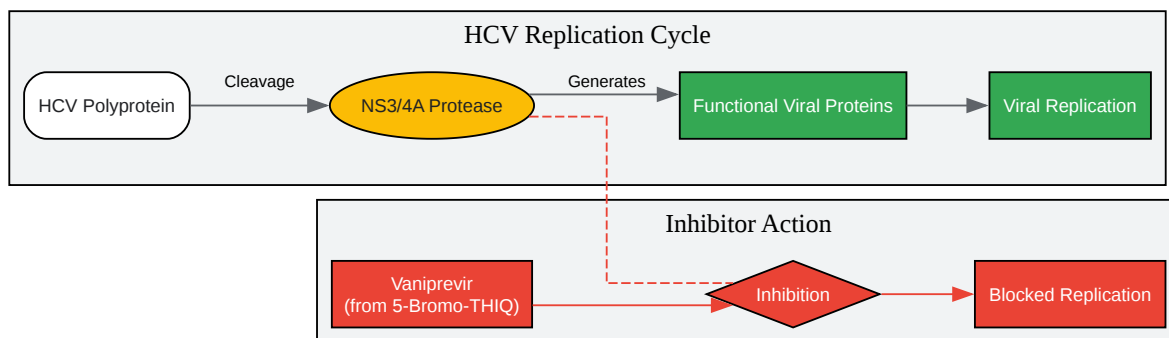 HCV Replication Cycle
Cleavage
Generates
HCV Polyprotein
NS3/4A Protease
Functional Viral Proteins
Viral Replication
Inhibitor Action
Vaniprevir
(from 5-Bromo-THIQ)
Inhibition
Blocked Replication